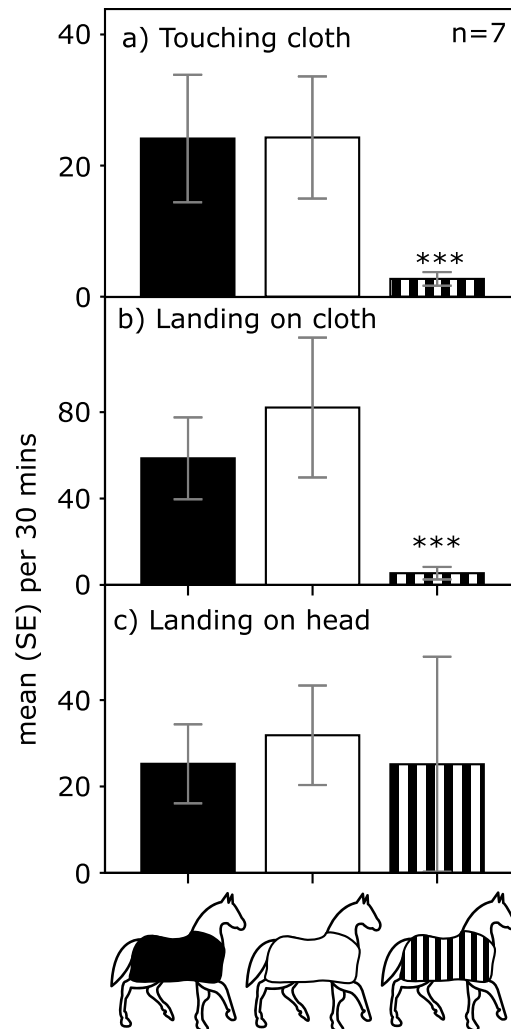 a) Touching cloth
n=7
40
20
0
***
b) Landing on cloth
80
40
0
***
c) Landing on head
40
20
0
mean (SE) per 30 mins